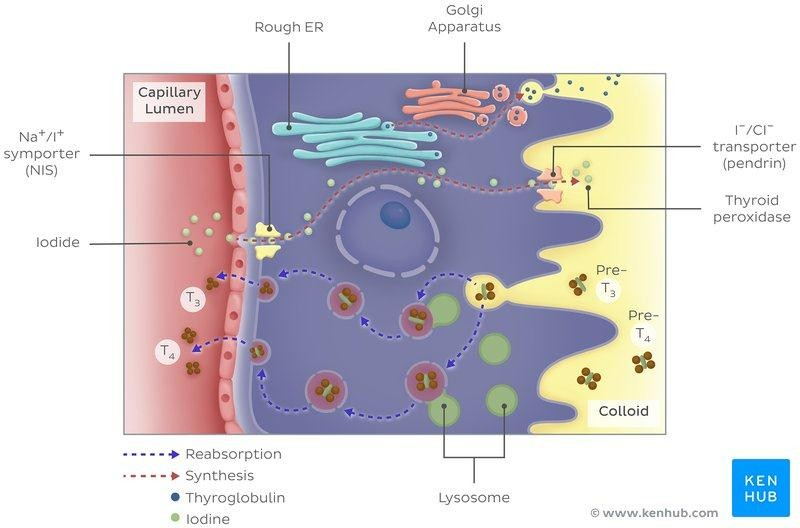 Golgi
Apparatus
Rough ER
Capillary
Lumen
Na⁺/I⁺
symporter
(NIS)
I⁻/Cl⁻
transporter
(pendrin)
Thyroid
peroxidase
Iodide
T₃
T₄
Pre-
T₃
Pre-
T₄
Colloid
Reabsorption
Synthesis
Thyroglobulin
Iodine
Lysosome
KEN
HUB
© www.kenhub.com